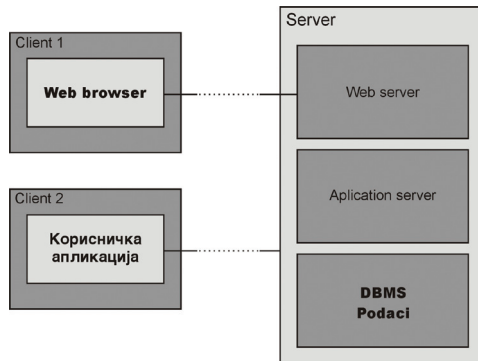 Server
Client 1
Web browser
Web server
Aplication server
Client 2
Корисничка
апликација
DBMS
Podaci